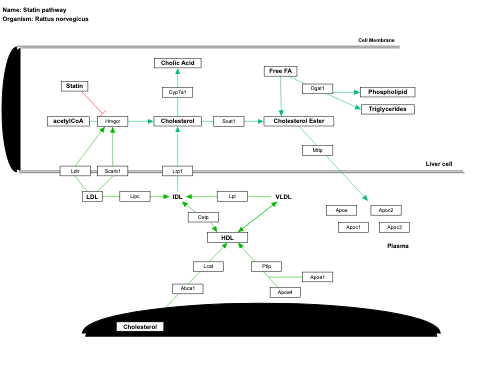 Name: Statin pathway
Organism: Rattus norvegicus
Cell Membrane
Cholic Acid
Free FA
Statin
Cyp7a1
Dgat1
Phospholipid
Triglycerides
acetylCoA
Hmgcr
Cholesterol
Soat1
Cholesterol Ester
Mttp
Liver cell
Ldlr
Scarb1
Lrp1
LDL
Lipc
IDL
Lpl
VLDL
Apoe
Apoc2
Cetp
Apoc1
Apoc3
HDL
Plasma
Lcat
Pltp
Apoa1
Abca1
Apoa4
Cholesterol